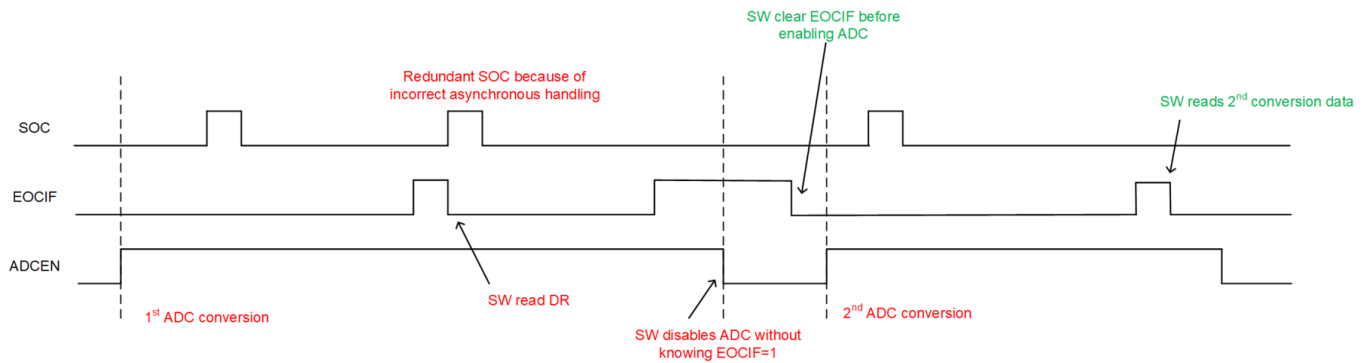 SW clear EOCIF before
enabling ADC
Redundant SOC because of
incorrect asynchronous handling
SW reads 2nd conversion data
SOC
EOCIF
ADCEN
SW read DR
1st ADC conversion
2nd ADC conversion
SW disables ADC without
knowing EOCIF=1